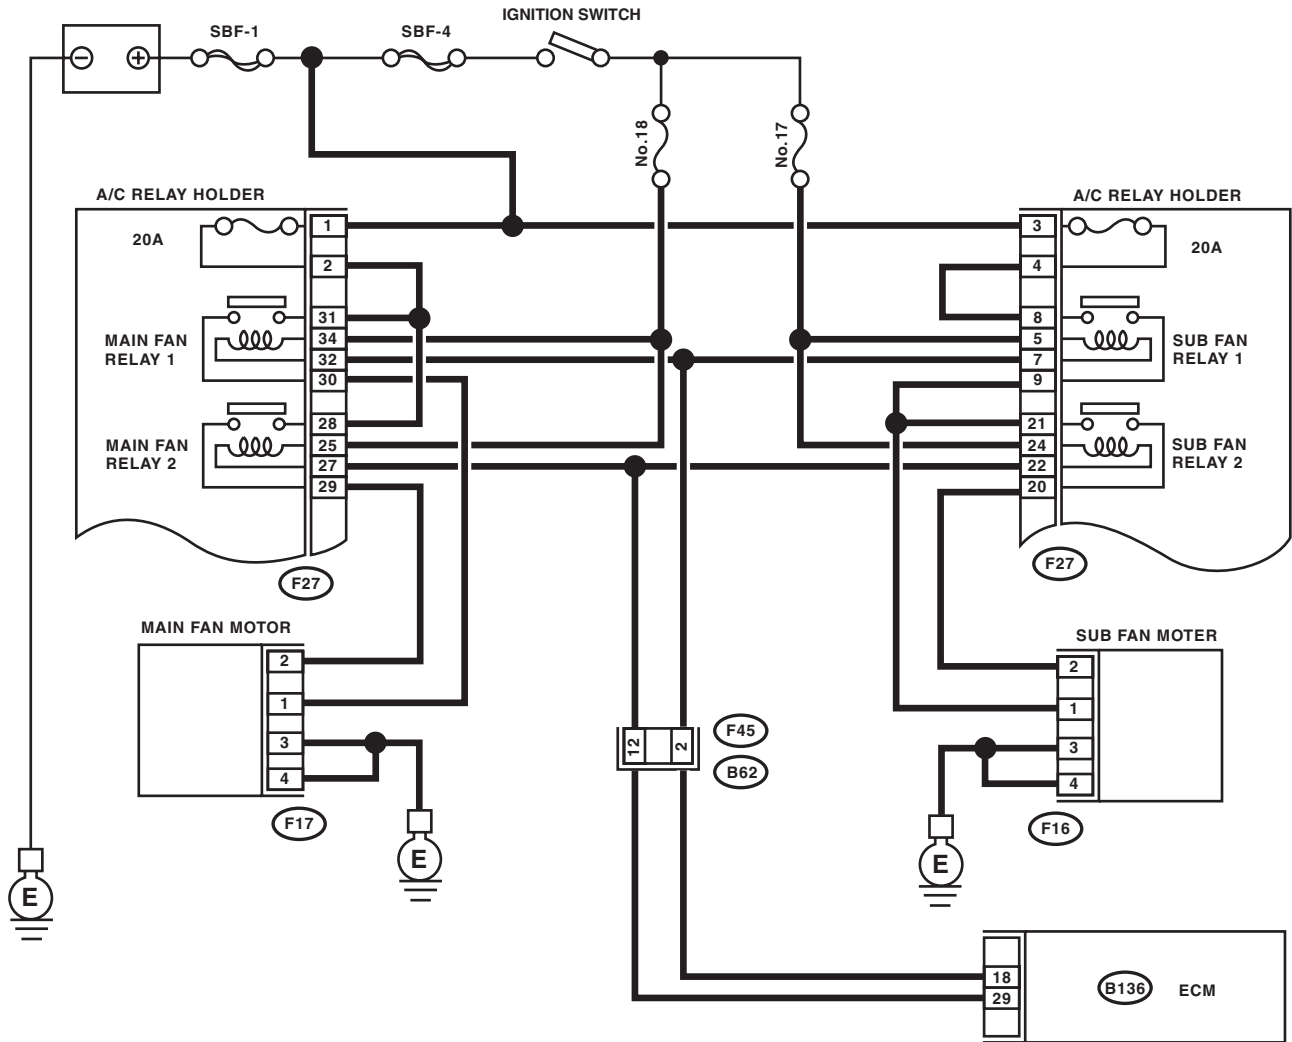 IGNITION SWITCH
SBF-1
SBF-4
− +
No.18
No.17
A/C RELAY HOLDER
A/C RELAY HOLDER
20A
1
2
31
34
32
30
28
25
27
29
MAIN FAN
RELAY 1
MAIN FAN
RELAY 2
F27
3
4
8
5
7
9
21
24
22
20
20A
SUB FAN
RELAY 1
SUB FAN
RELAY 2
F27
MAIN FAN MOTOR
2
1
3
4
F17
E
E
12
2
F45
B62
SUB FAN MOTER
2
1
3
4
F16
E
18
29
B136
ECM